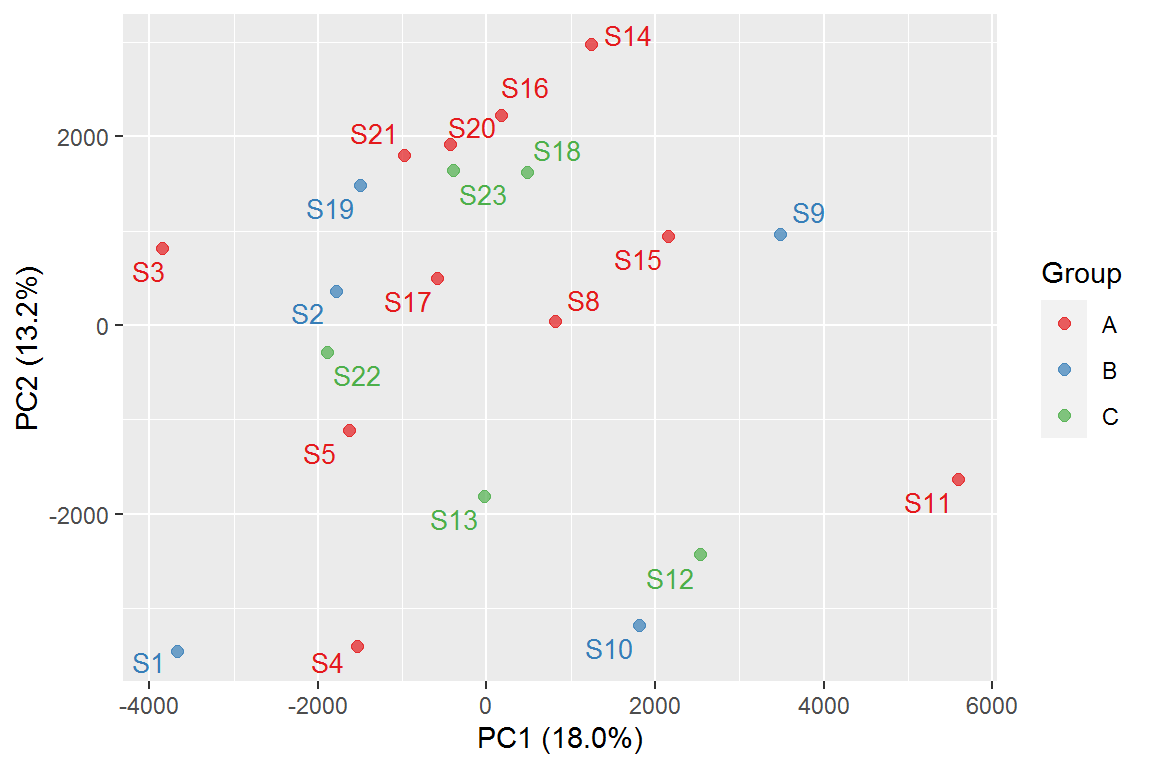 S14
S16
S20
S21
S18
S23
S19
S9
S15
S3
S17
S8
S2
S22
S5
S11
S13
S12
S10
S1
S4
2000
0
-2000
PC2 (13.2%)
-4000 -2000 0 2000 4000 6000
PC1 (18.0%)
Group
A
B
C